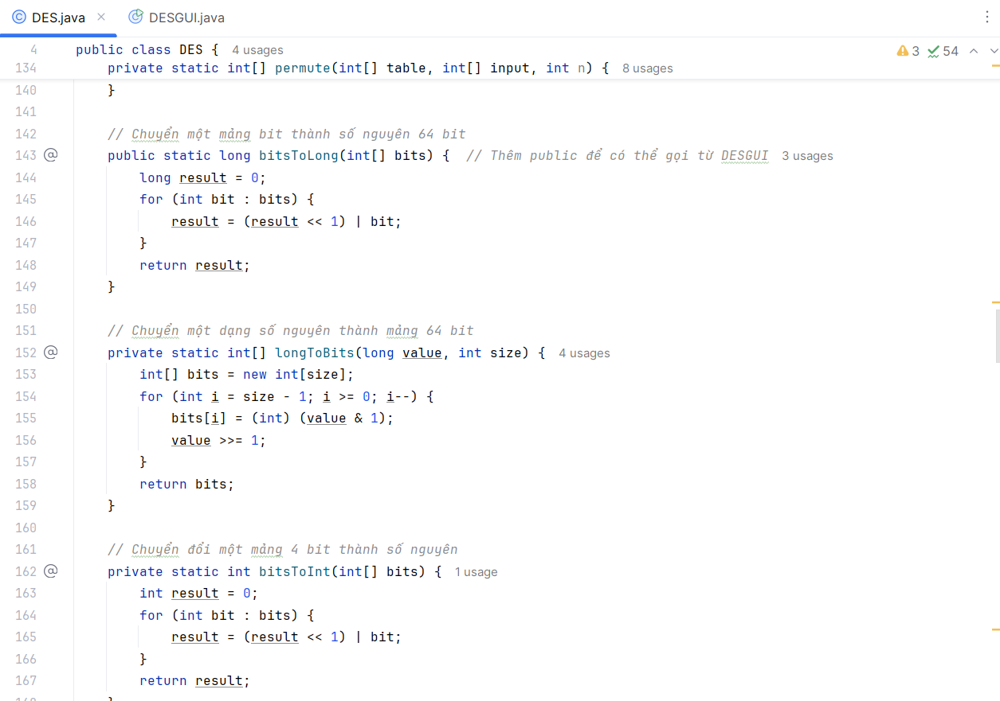 DES.java DESGUI.java
4 public class DES { 4 usages 3 54
134 private static int[] permute(int[] table, int[] input, int n) { 8 usages
140 }
141
142 // Chuyển một mảng bit thành số nguyên 64 bit
143 @ public static long bitsToLong(int[] bits) { // Thêm public để có thể gọi từ DESGUI 3 usages
144 long result = 0;
145 for (int bit : bits) {
146 result = (result << 1) | bit;
147 }
148 return result;
149 }
150
151 // Chuyển một dạng số nguyên thành mảng 64 bit
152 @ private static int[] longToBits(long value, int size) { 4 usages
153 int[] bits = new int[size];
154 for (int i = size - 1; i >= 0; i--) {
155 bits[i] = (int) (value & 1);
156 value >>= 1;
157 }
158 return bits;
159 }
160
161 // Chuyển đổi một mảng 4 bit thành số nguyên
162 @ private static int bitsToInt(int[] bits) { 1 usage
163 int result = 0;
164 for (int bit : bits) {
165 result = (result << 1) | bit;
166 }
167 return result;